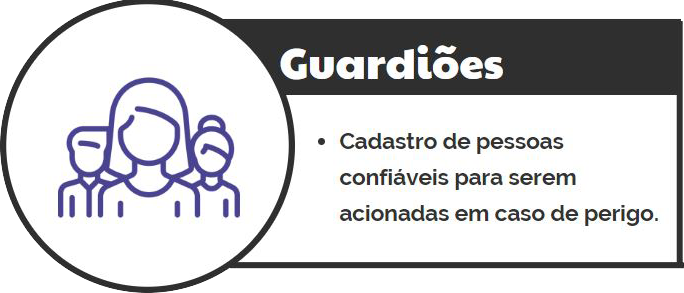 Guardiões
• Cadastro de pessoas
confiáveis para serem
acionadas em caso de perigo.